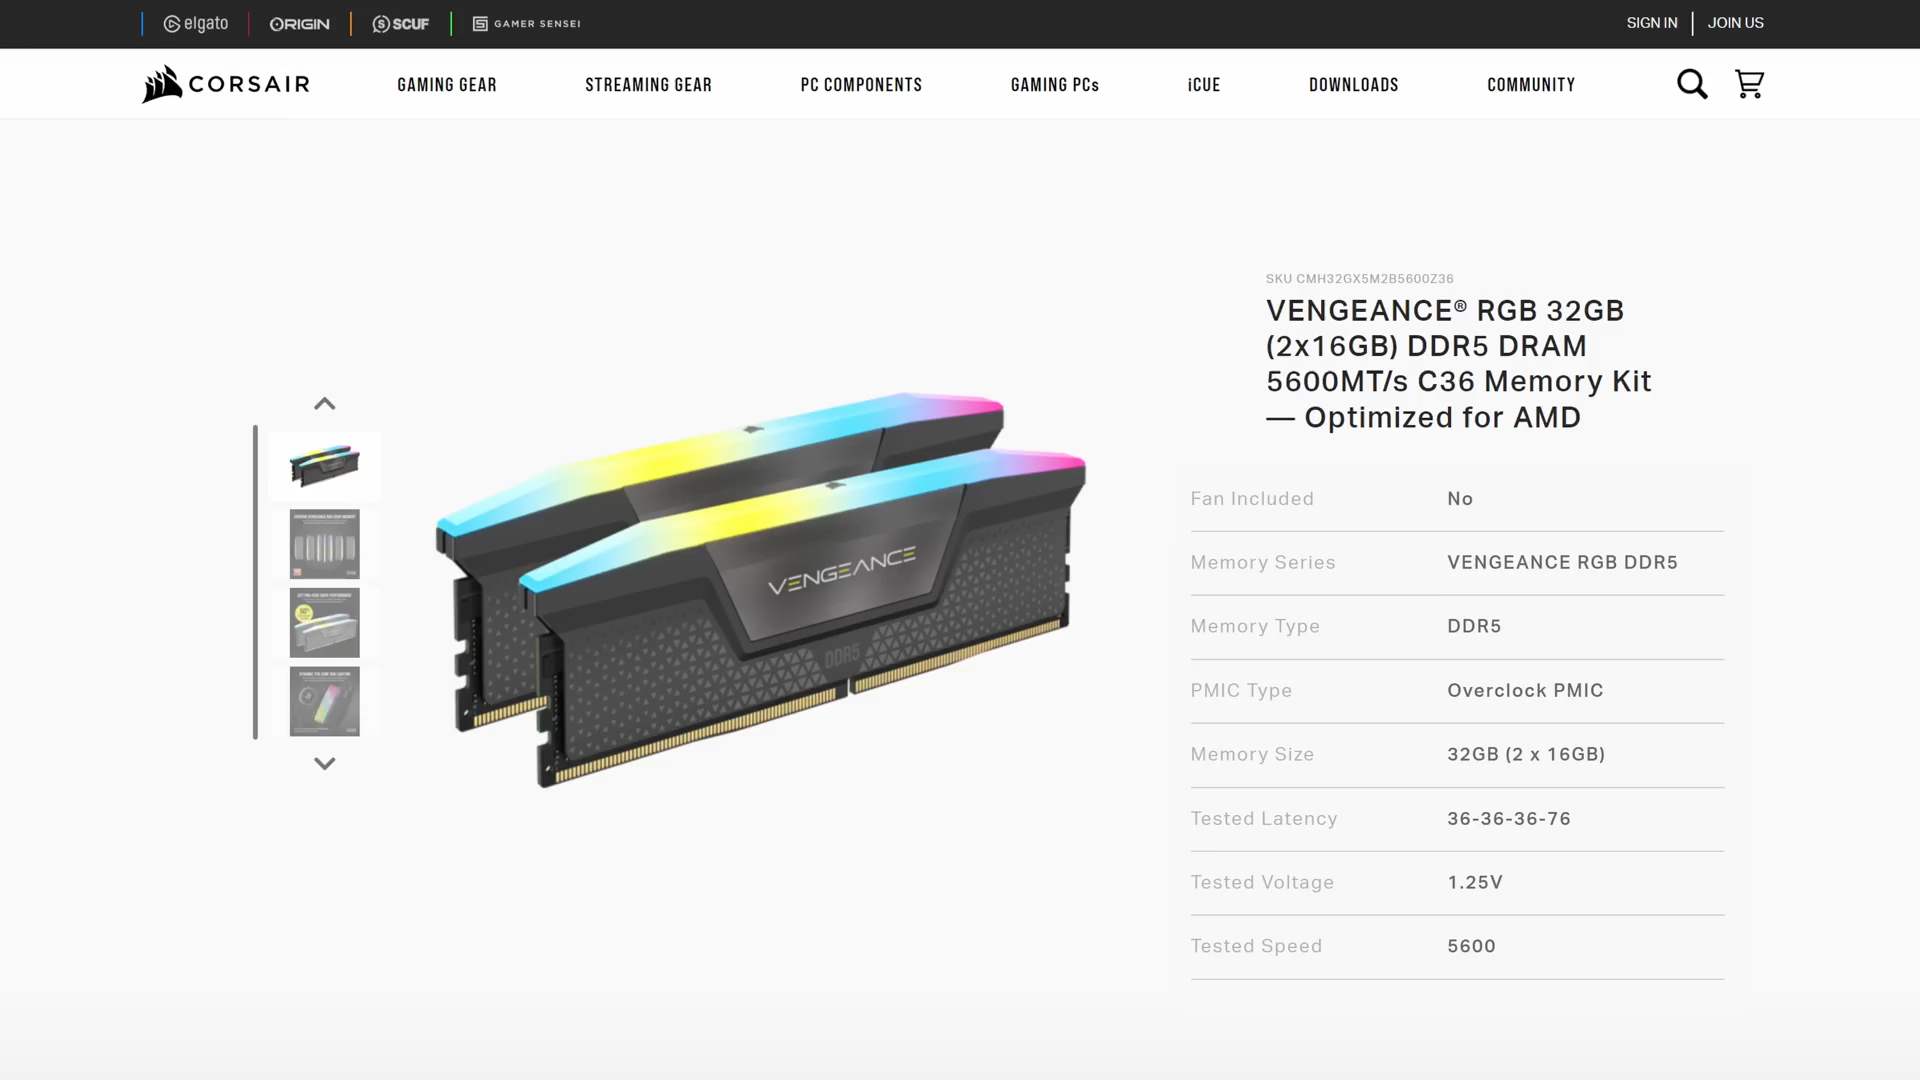 elgato
ORIGIN
SCUF
GAMER SENSEI
SIGN IN
JOIN US
CORSAIR
GAMING GEAR
STREAMING GEAR
PC COMPONENTS
GAMING PCs
iCUE
DOWNLOADS
COMMUNITY
VENGEANCE
DDR5
SKU CMH32GX5M2B5600Z36
VENGEANCE® RGB 32GB
(2x16GB) DDR5 DRAM
5600MT/s C36 Memory Kit
— Optimized for AMD
Fan Included No
Memory Series VENGEANCE RGB DDR5
Memory Type DDR5
PMIC Type Overclock PMIC
Memory Size 32GB (2 x 16GB)
Tested Latency 36-36-36-76
Tested Voltage 1.25V
Tested Speed 5600